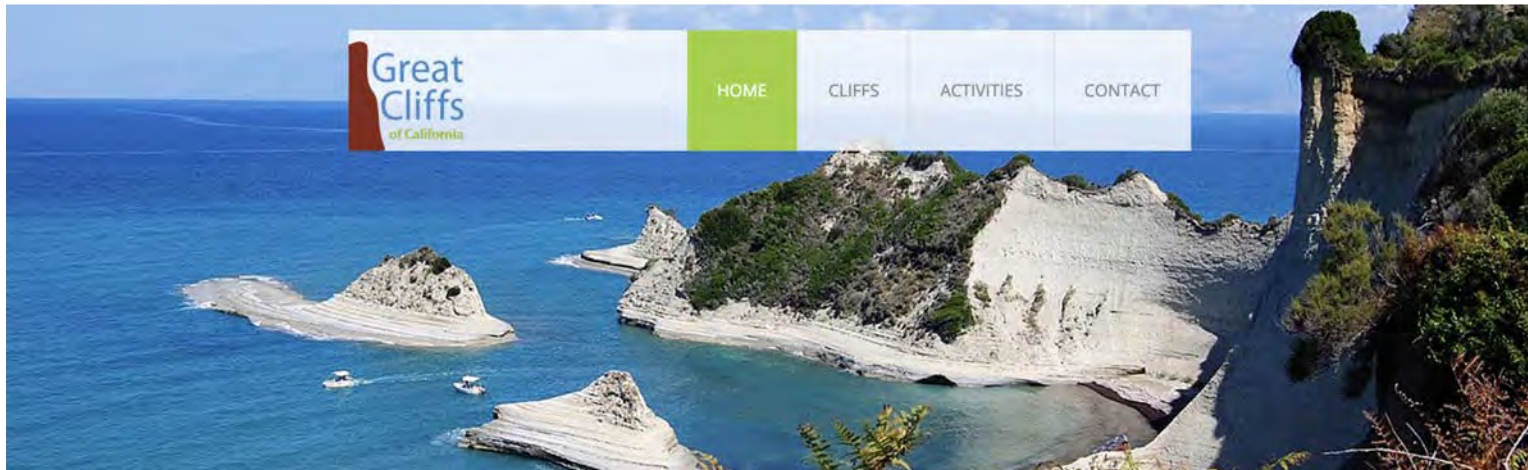 Great
Cliffs
of California
HOME CLIFFS ACTIVITIES CONTACT